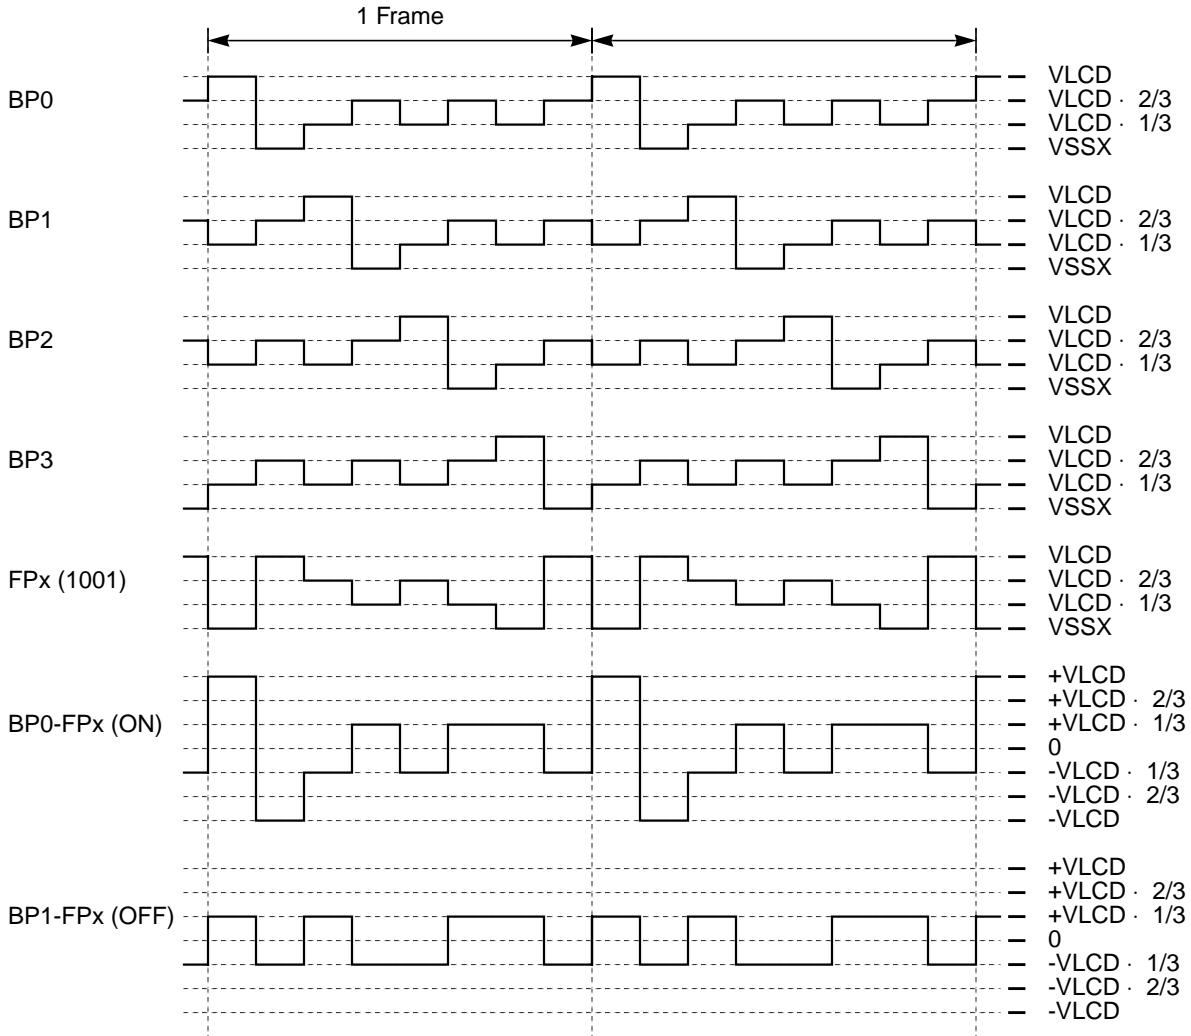 1 Frame
BP0
VLCD
VLCD · 2/3
VLCD · 1/3
VSSX
BP1
VLCD
VLCD · 2/3
VLCD · 1/3
VSSX
BP2
VLCD
VLCD · 2/3
VLCD · 1/3
VSSX
BP3
VLCD
VLCD · 2/3
VLCD · 1/3
VSSX
FPx (1001)
VLCD
VLCD · 2/3
VLCD · 1/3
VSSX
BP0-FPx (ON)
+VLCD
+VLCD · 2/3
+VLCD · 1/3
0
-VLCD · 1/3
-VLCD · 2/3
-VLCD
BP1-FPx (OFF)
+VLCD
+VLCD · 2/3
+VLCD · 1/3
0
-VLCD · 1/3
-VLCD · 2/3
-VLCD